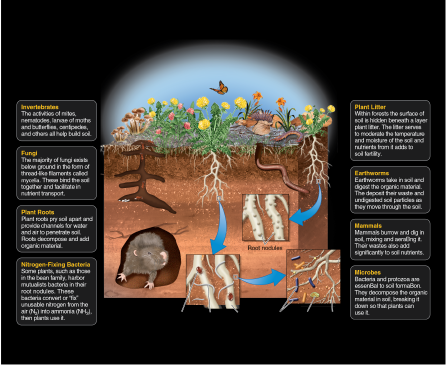 Invertebrates
The activities of mites,
nematodes, larvae of moths
and butterflies, centipedes,
and others all help build soil.
Fungi
The majority of fungi exists
below ground in the form of
thread-like filaments called
mycelia. These bind the soil
together and facilitate in
nutrient transport.
Plant Roots
Plant roots pry soil apart and
provide channels for water
and air to penetrate soil.
Roots decompose and add
organic material.
Nitrogen-Fixing Bacteria
Some plants, such as those
in the bean family, harbor
mutualists bacteria in their
root nodules. These
bacteria convert or "fix"
unusable nitrogen from the
air (N₂) into ammonia (NH₃),
then plants use it.
Root nodules
Plant Litter
Within forests the surface of
soil is hidden beneath a layer
plant litter. The litter serves
to moderate the temperature
and moisture of the soil and
nutrients from it adds to
soil fertility.
Earthworms
Earthworms take in soil and
digest the organic material.
The deposit their waste and
undigested soil particles as
they move through the soil.
Mammals
Mammals burrow and dig in
soil, mixing and aerating it.
Their wastes also add
significantly to soil nutrients.
Microbes
Bacteria and protozoa are
essenBal to soil formaBon.
They decompose the organic
material in soil, breaking it
down so that plants can
use it.